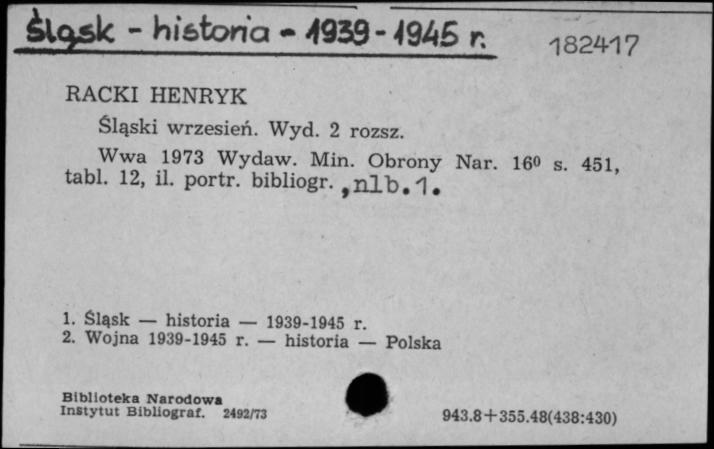 Śląsk - historia - 1939-1945 r.
182417
RACKI HENRYK
Śląski wrzesień. Wyd. 2 rozsz.
Wwa 1973 Wydaw. Min. Obrony Nar. 16⁰ s. 451,
tabl. 12, il. portr. bibliogr. ,nlb.1.
1. Śląsk — historia — 1939-1945 r.
2. Wojna 1939-1945 r. — historia — Polska
Biblioteka Narodowa
Instytut Bibliograf. 2492/73
943.8+355.48(438:430)